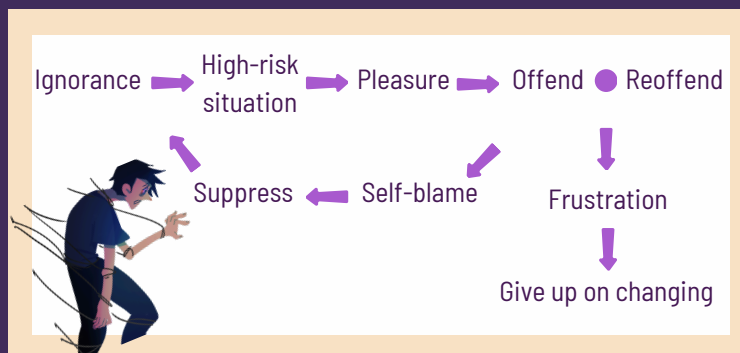 Ignorance
High-risk
situation
Pleasure
Offend
Reoffend
Suppress
Self-blame
Frustration
Give up on changing